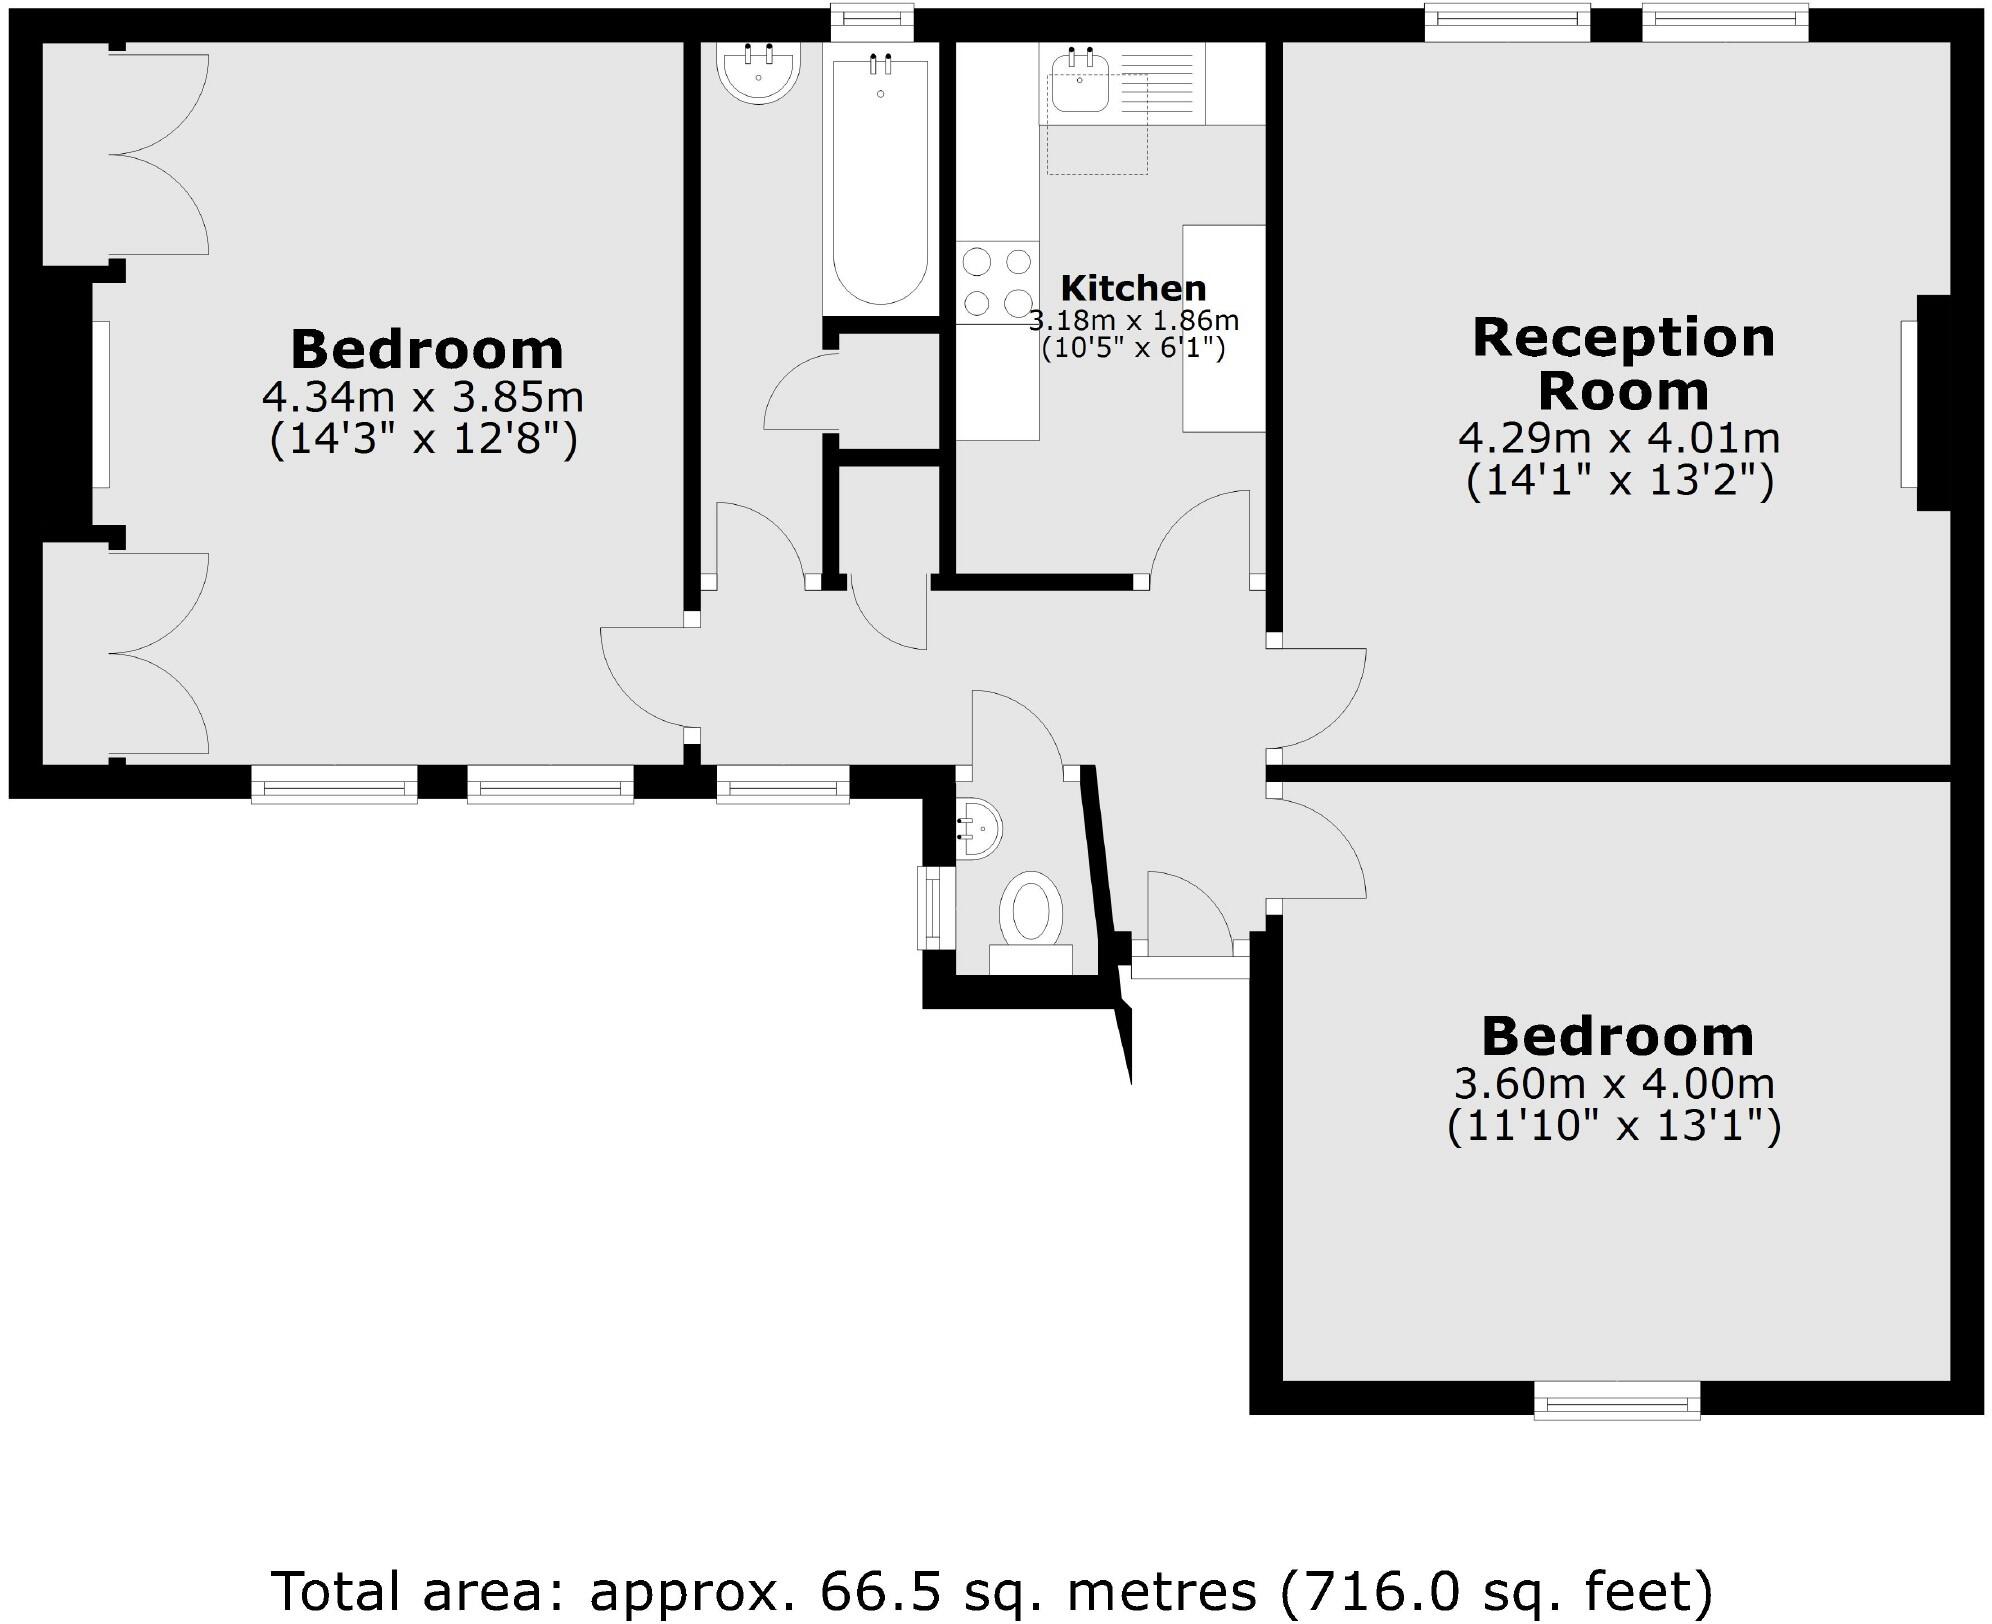 Bedroom
4.34m x 3.85m
(14'3" x 12'8")
Kitchen
3.18m x 1.86m
(10'5" x 6'1")
Reception
Room
4.29m x 4.01m
(14'1" x 13'2")
Bedroom
3.60m x 4.00m
(11'10" x 13'1")
Total area: approx. 66.5 sq. metres (716.0 sq. feet)